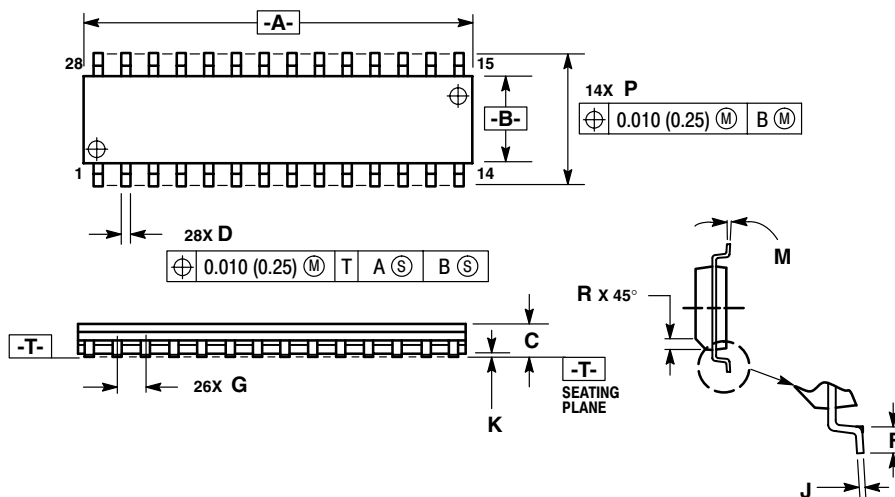 -A-
28
15
14X P
⌖ 0.010 (0.25) Ⓜ B Ⓜ
-B-
1
14
28X D
⌖ 0.010 (0.25) Ⓜ T A Ⓢ B Ⓢ
M
R X 45°
-T-
C
26X G
-T-
SEATING
PLANE
K
F
J